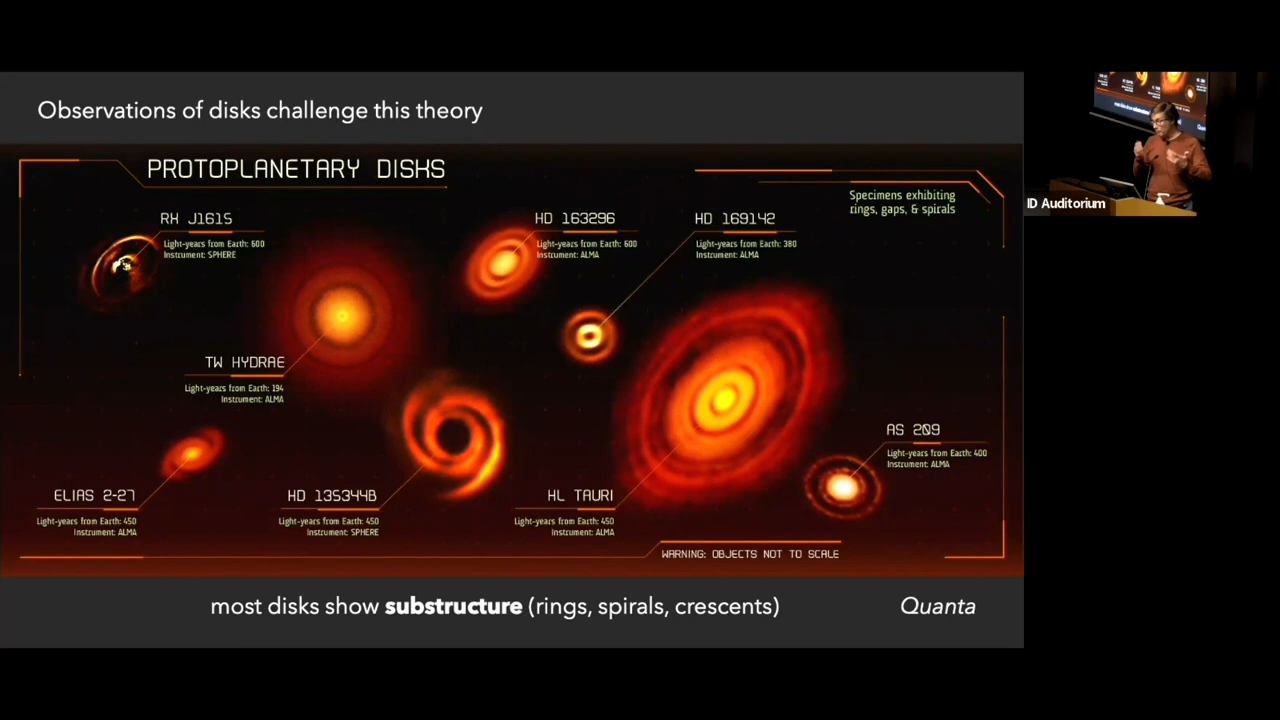 Observations of disks challenge this theory
PROTOPLANETARY DISKS
Specimens exhibiting
rings, gaps, & spirals
RX J1615
Light-years from Earth: 600
Instrument: SPHERE
HD 163296
Light-years from Earth: 600
Instrument: ALMA
HD 169142
Light-years from Earth: 380
Instrument: ALMA
TW HYDRAE
Light-years from Earth: 194
Instrument: ALMA
AS 209
Light-years from Earth: 400
Instrument: ALMA
ELIAS 2-27
Light-years from Earth: 450
Instrument: ALMA
HD 135344B
Light-years from Earth: 450
Instrument: SPHERE
HL TAURI
Light-years from Earth: 450
Instrument: ALMA
WARNING: OBJECTS NOT TO SCALE
most disks show substructure (rings, spirals, crescents)
Quanta
ID Auditorium